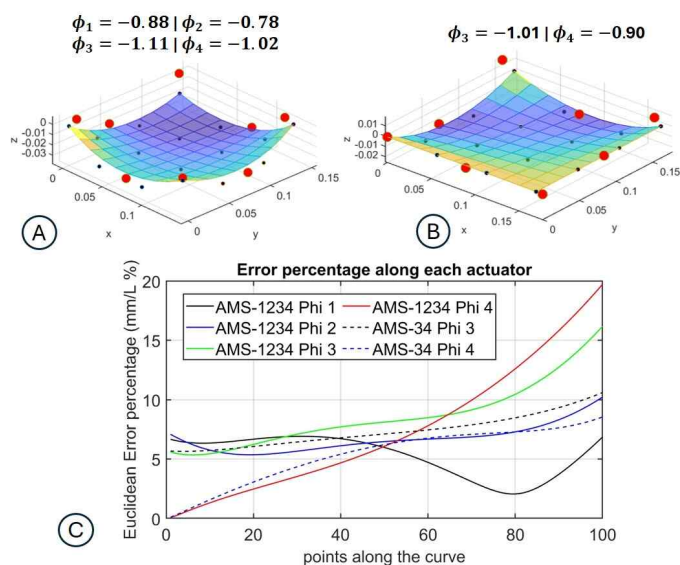 ϕ₁ = −0.88 | ϕ₂ = −0.78
ϕ₃ = −1.11 | ϕ₄ = −1.02
z
0
-0.01
-0.02
-0.03
0
0.05
0.1
x
0
0.05
0.1
0.15
y
A
ϕ₃ = −1.01 | ϕ₄ = −0.90
z
0.01
0
-0.01
-0.02
0
0.05
0.1
0.15
x
0
0.05
0.1
0.15
y
B
Error percentage along each actuator
Euclidean Error percentage (mm/L %)
20
15
10
5
0
AMS-1234 Phi 1
AMS-1234 Phi 2
AMS-1234 Phi 3
AMS-1234 Phi 4
AMS-34 Phi 3
AMS-34 Phi 4
0 20 40 60 80 100
points along the curve
C